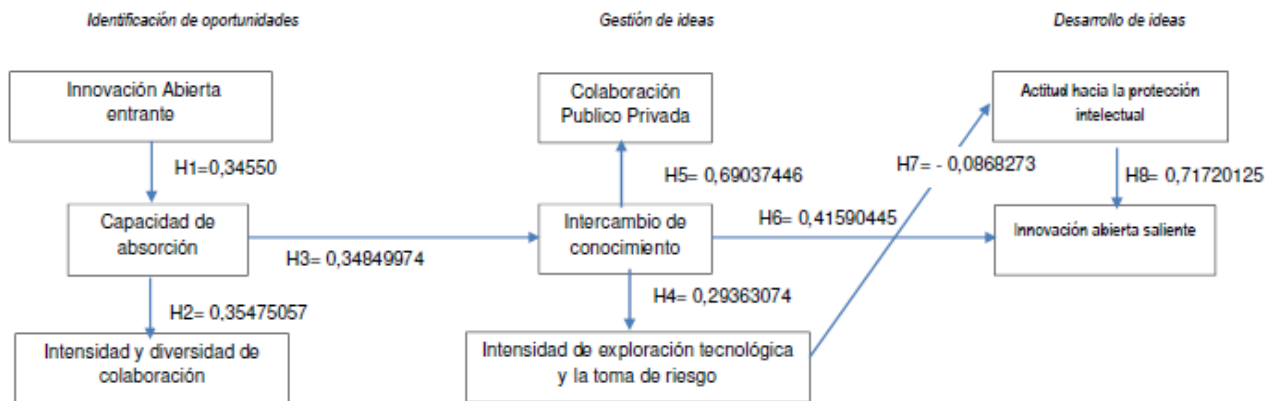 Identificación de oportunidades
Gestión de ideas
Desarrollo de ideas
Innovación Abierta
entrante
Colaboración
Publico Privada
Actitud hacia la protección
intelectual
H1=0,34550
H5= 0,69037446
H7= - 0,0868273
H8= 0,71720125
Capacidad de
absorción
Intercambio de
conocimiento
H6= 0,41590445
Innovación abierta saliente
H3= 0,34849974
H2= 0,35475057
H4= 0,29363074
Intensidad y diversidad de
colaboración
Intensidad de exploración tecnológica
y la toma de riesgo